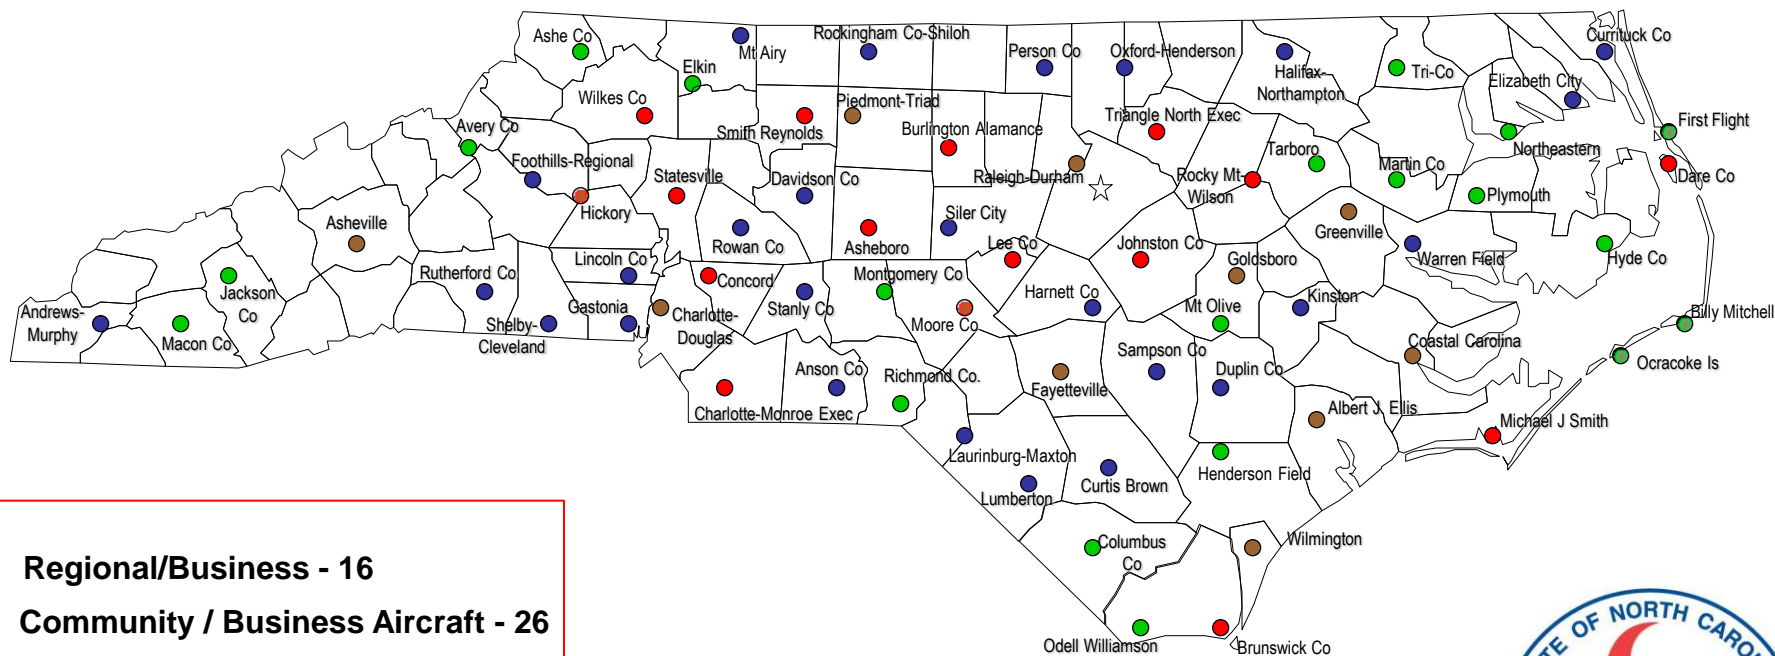 Ashe Co
Mt Airy
Rockingham Co-Shiloh
Person Co
Oxford-Henderson
Halifax-
Northampton
Tri-Co
Currituck Co
Elizabeth City
Elkin
Wilkes Co
Smith Reynolds
Piedmont-Triad
Burlington Alamance
Triangle North Exec
First Flight
Avery Co
Foothills-Regional
Hickory
Statesville
Davidson Co
Raleigh-Durham
Rocky Mt-
Wilson
Tarboro
Martin Co
Northeastern
Plymouth
Dare Co
Asheville
Rowan Co
Asheboro
Siler City
Lee Co
Johnston Co
Greenville
Goldsboro
Warren Field
Hyde Co
Jackson
Co
Rutherford Co
Lincoln Co
Concord
Montgomery Co
Stanly Co
Moore Co
Harnett Co
Mt Olive
Kinston
Billy Mitchell
Andrews-
Murphy
Macon Co
Shelby-
Cleveland
Gastonia
Charlotte-
Douglas
Coastal Carolina
Ocracoke Is
Charlotte-Monroe Exec
Anson Co
Richmond Co.
Fayetteville
Sampson Co
Duplin Co
Albert J. Ellis
Michael J Smith
Laurinburg-Maxton
Lumberton
Curtis Brown
Henderson Field
Columbus
Co
Wilmington
Odell Williamson
Brunswick Co
Regional/Business - 16
Community / Business Aircraft - 26
TE OF NORTH CARO